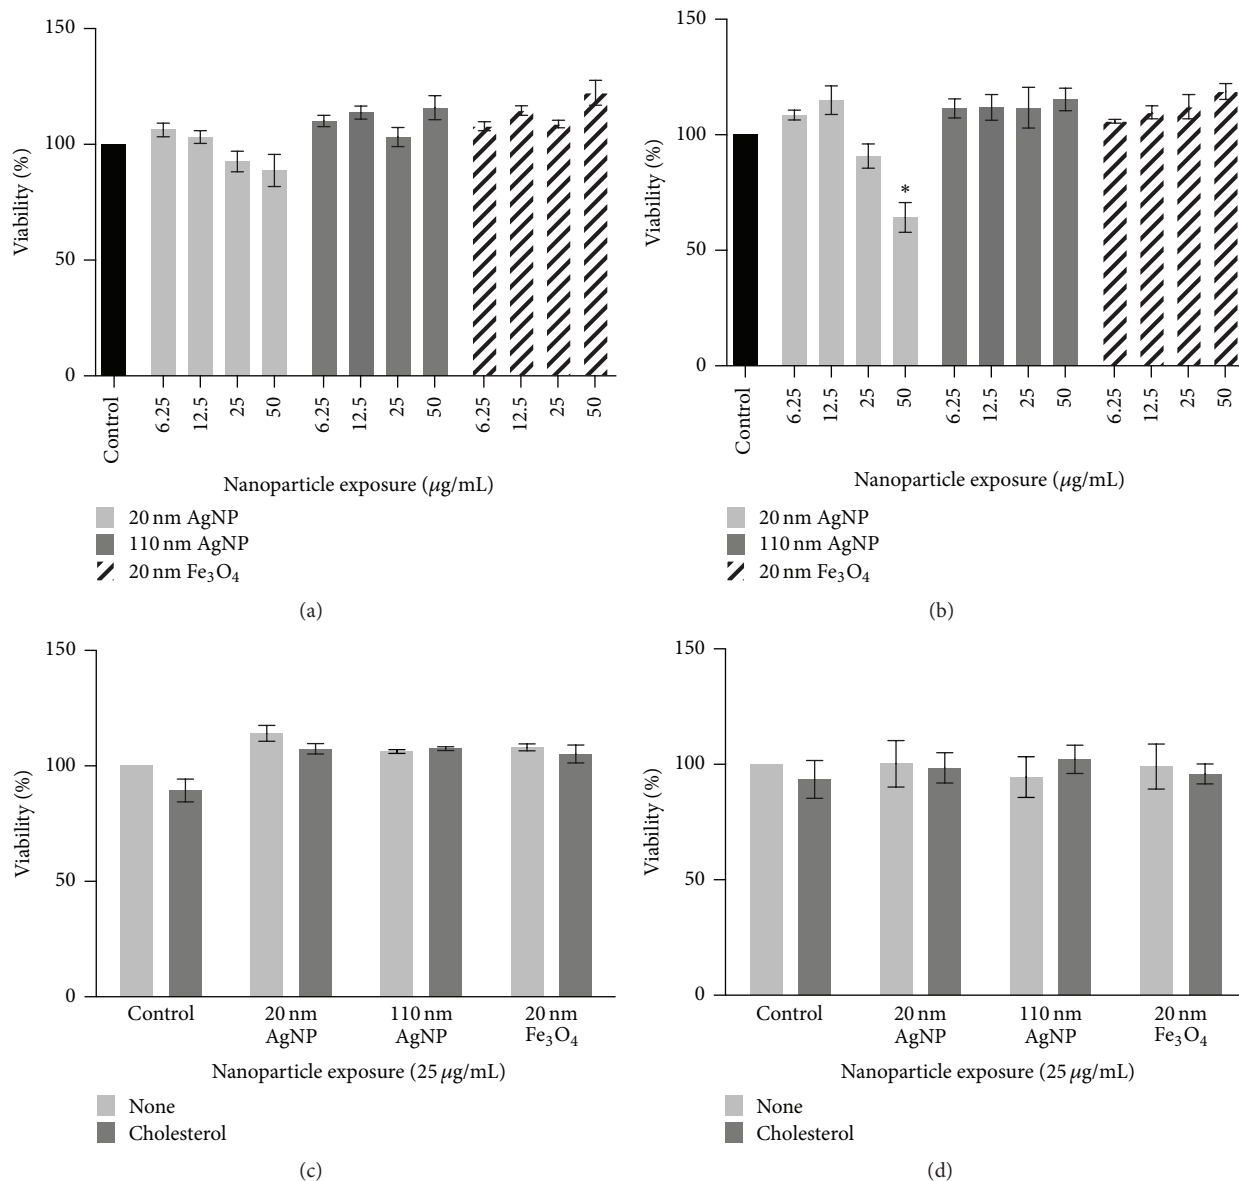 150
100
50
0
Viability (%)
Control
6.25
12.5
25
50
6.25
12.5
25
50
6.25
12.5
25
50
Nanoparticle exposure (μg/mL)
20 nm AgNP
110 nm AgNP
20 nm Fe₃O₄
(a)
150
100
50
0
Viability (%)
*
Control
6.25
12.5
25
50
6.25
12.5
25
50
6.25
12.5
25
50
Nanoparticle exposure (μg/mL)
20 nm AgNP
110 nm AgNP
20 nm Fe₃O₄
(b)
150
100
50
0
Viability (%)
Control
20 nm
AgNP
110 nm
AgNP
20 nm
Fe₃O₄
Nanoparticle exposure (25 μg/mL)
None
Cholesterol
(c)
150
100
50
0
Viability (%)
Control
20 nm
AgNP
110 nm
AgNP
20 nm
Fe₃O₄
Nanoparticle exposure (25 μg/mL)
None
Cholesterol
(d)